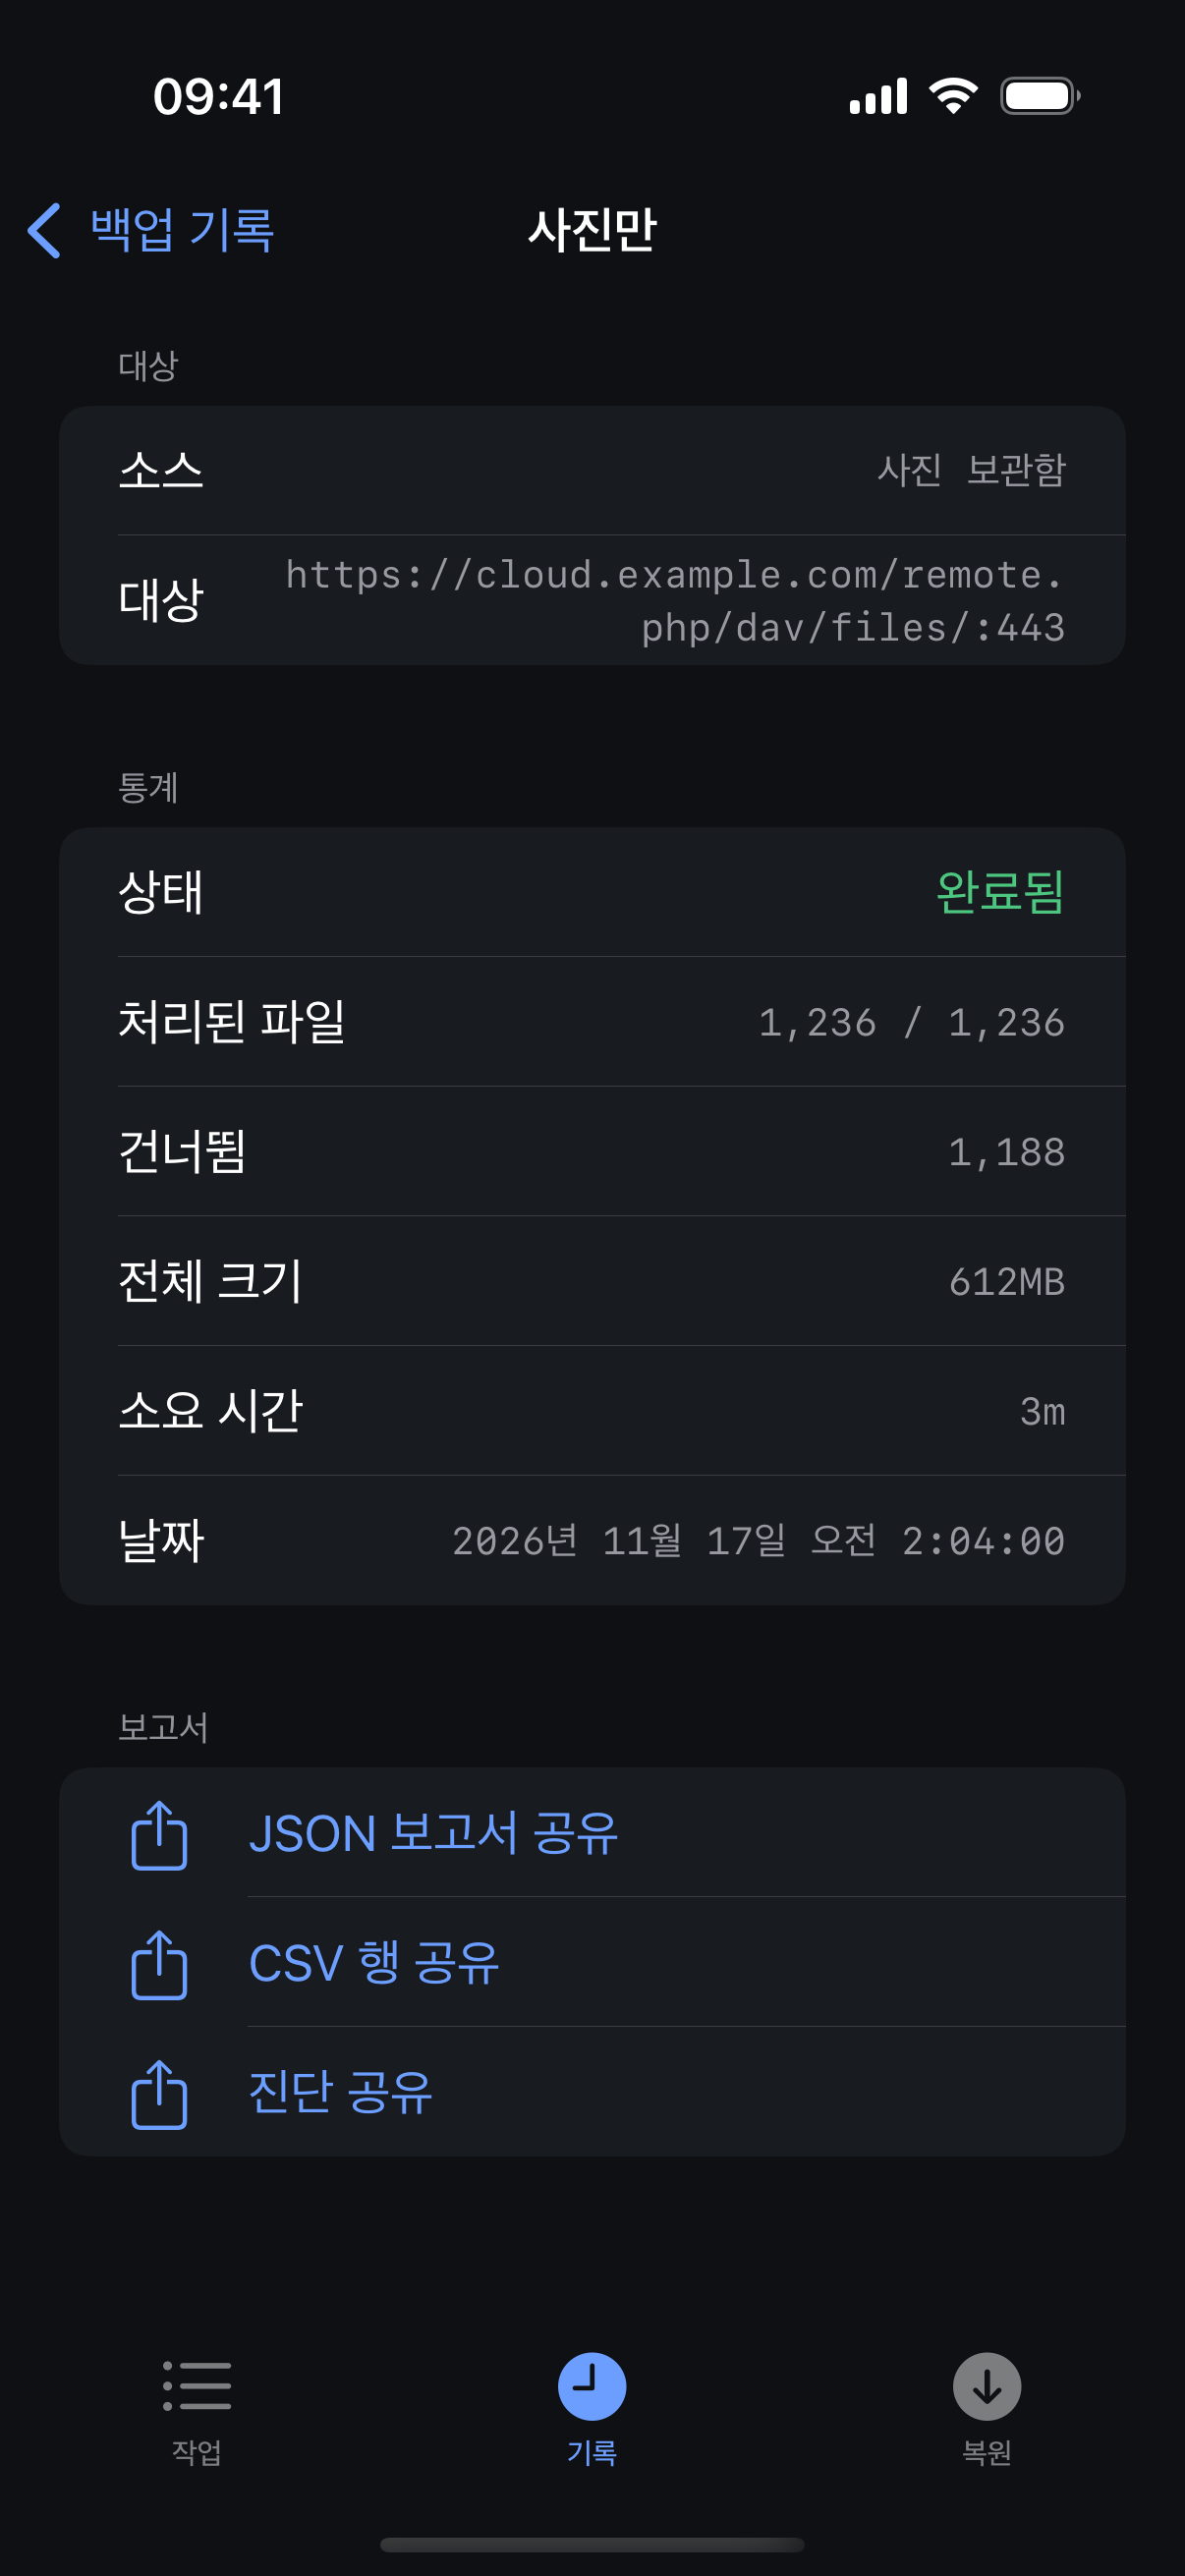 09:41
백업 기록
사진만
대상
소스
사진 보관함
대상
https://cloud.example.com/remote.
php/dav/files/:443
통계
상태
완료됨
처리된 파일
1,236 / 1,236
건너뜀
1,188
전체 크기
612MB
소요 시간
3m
날짜
2026년 11월 17일 오전 2:04:00
보고서
JSON 보고서 공유
CSV 행 공유
진단 공유
작업
기록
복원